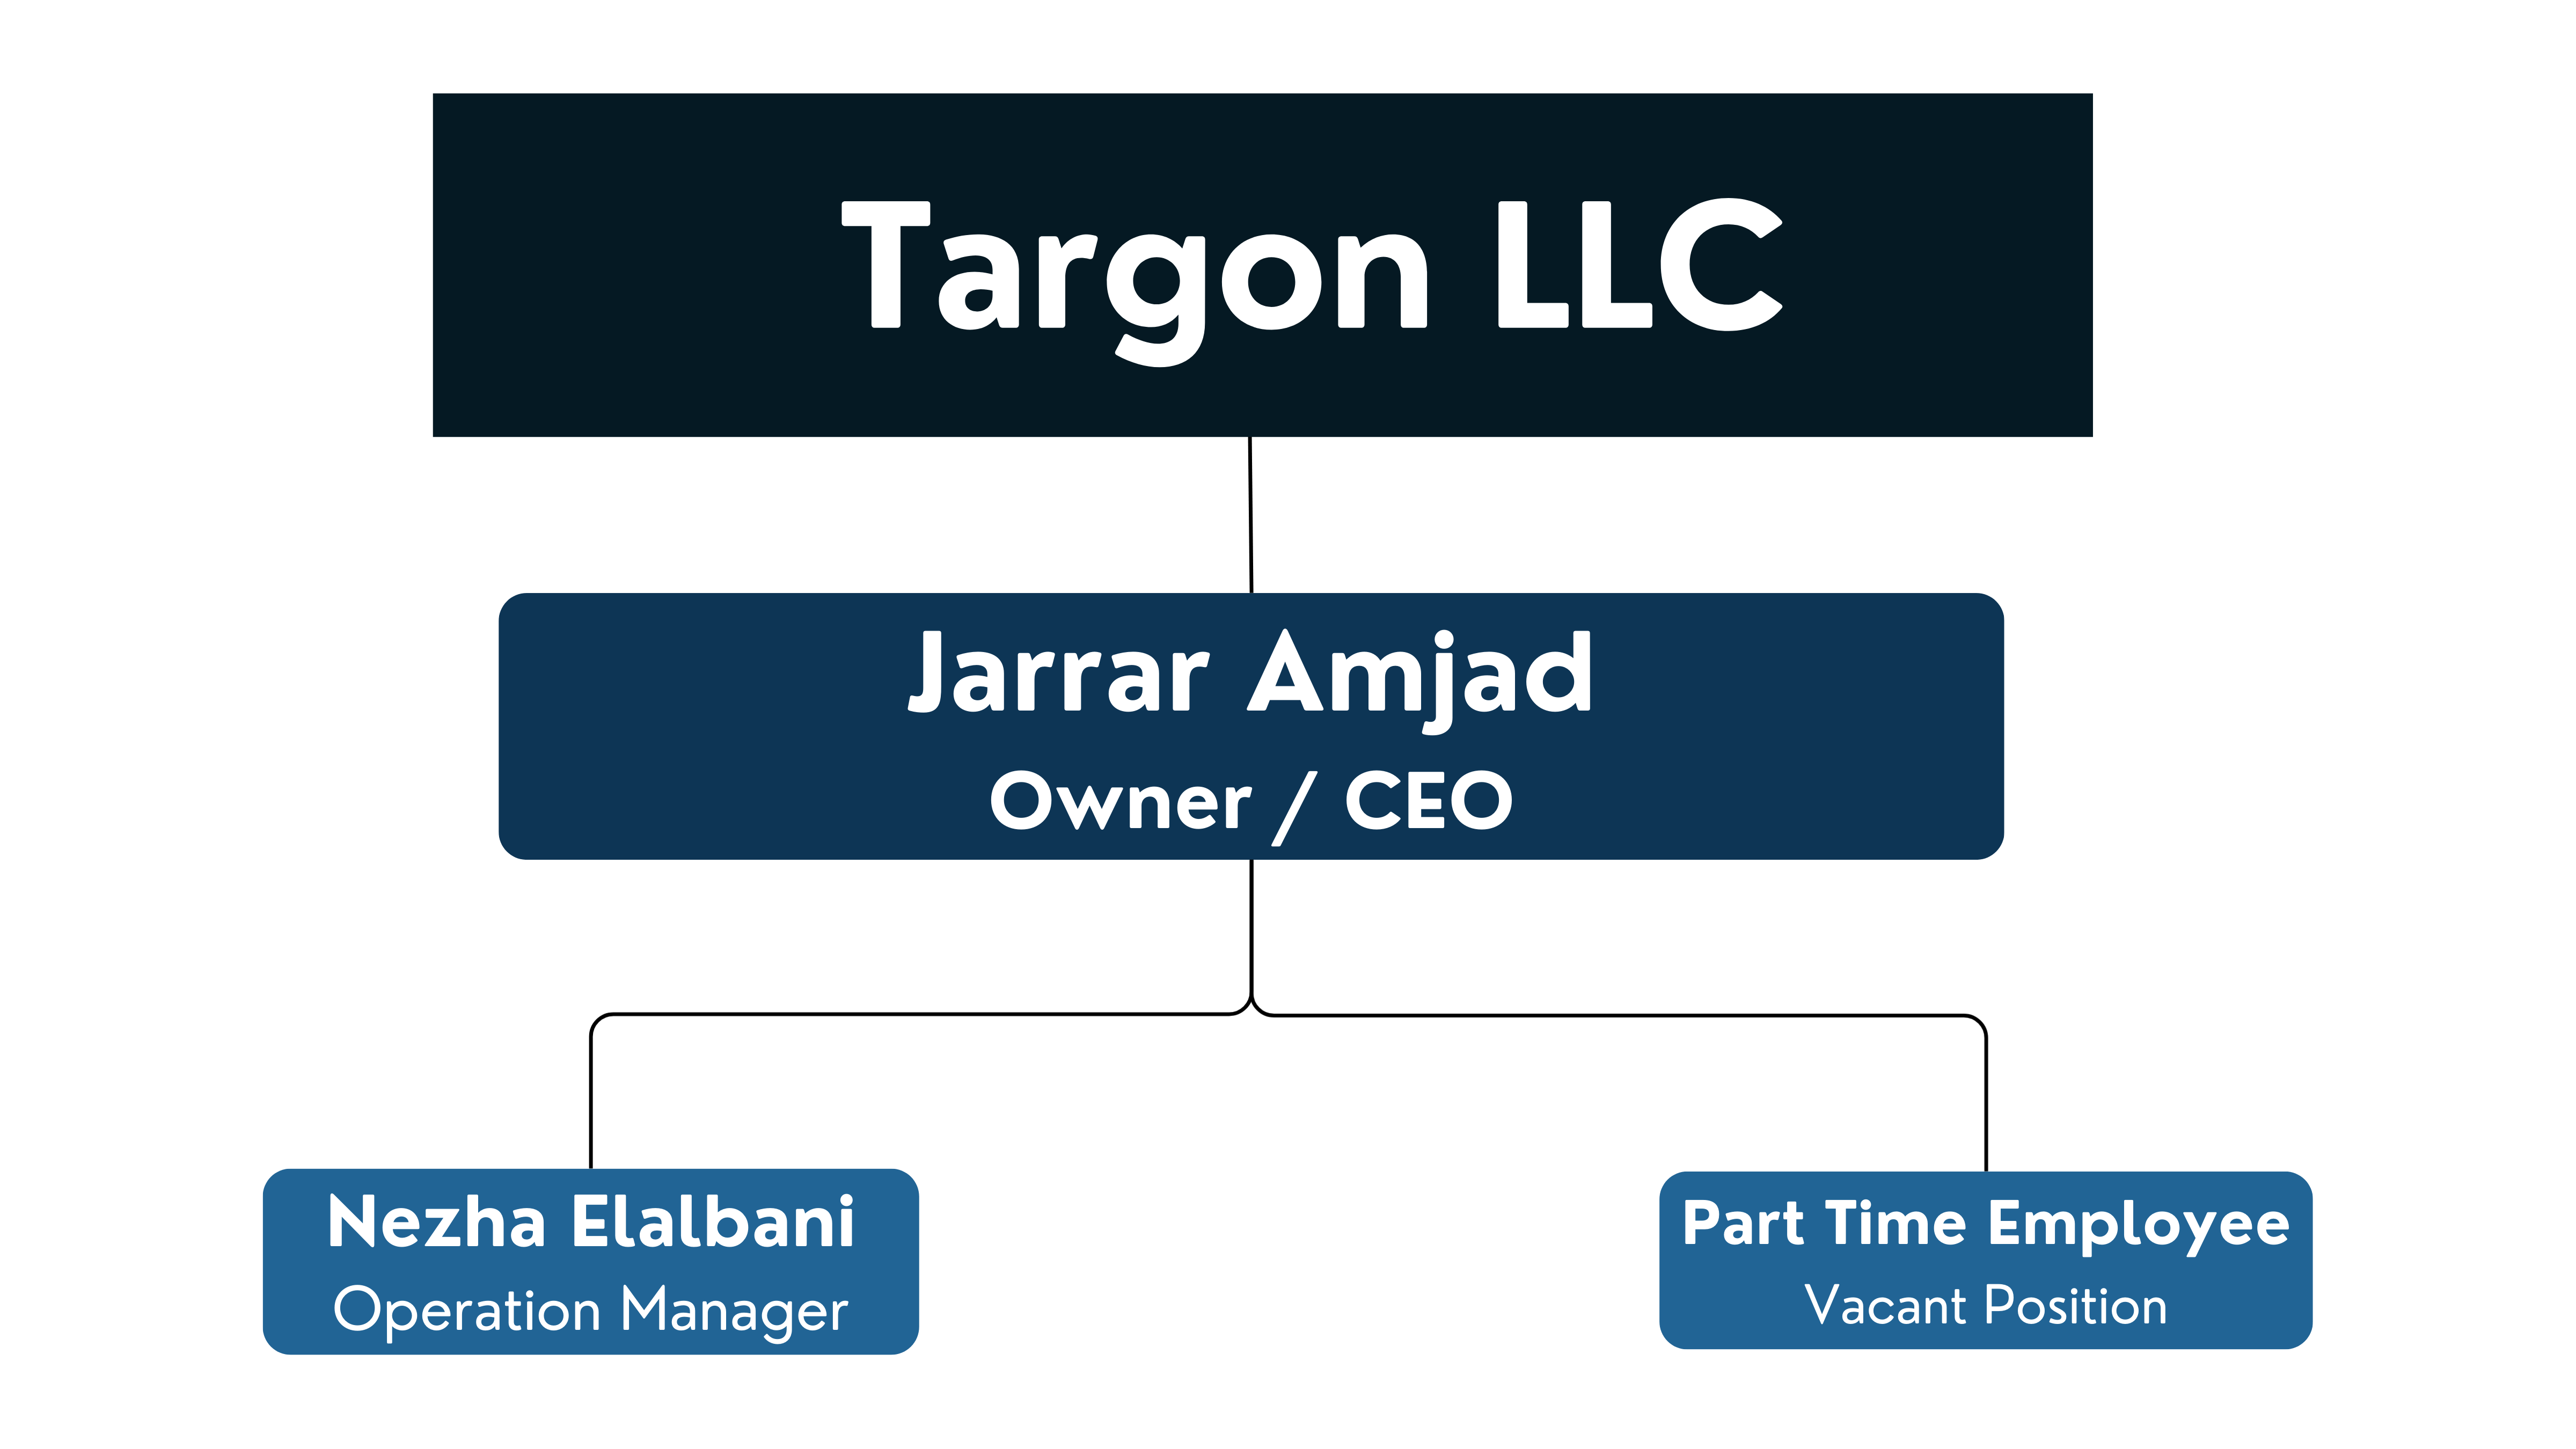 Targon LLC
Jarrar Amjad
Owner / CEO
Nezha Elalbani
Operation Manager
Part Time Employee
Vacant Position